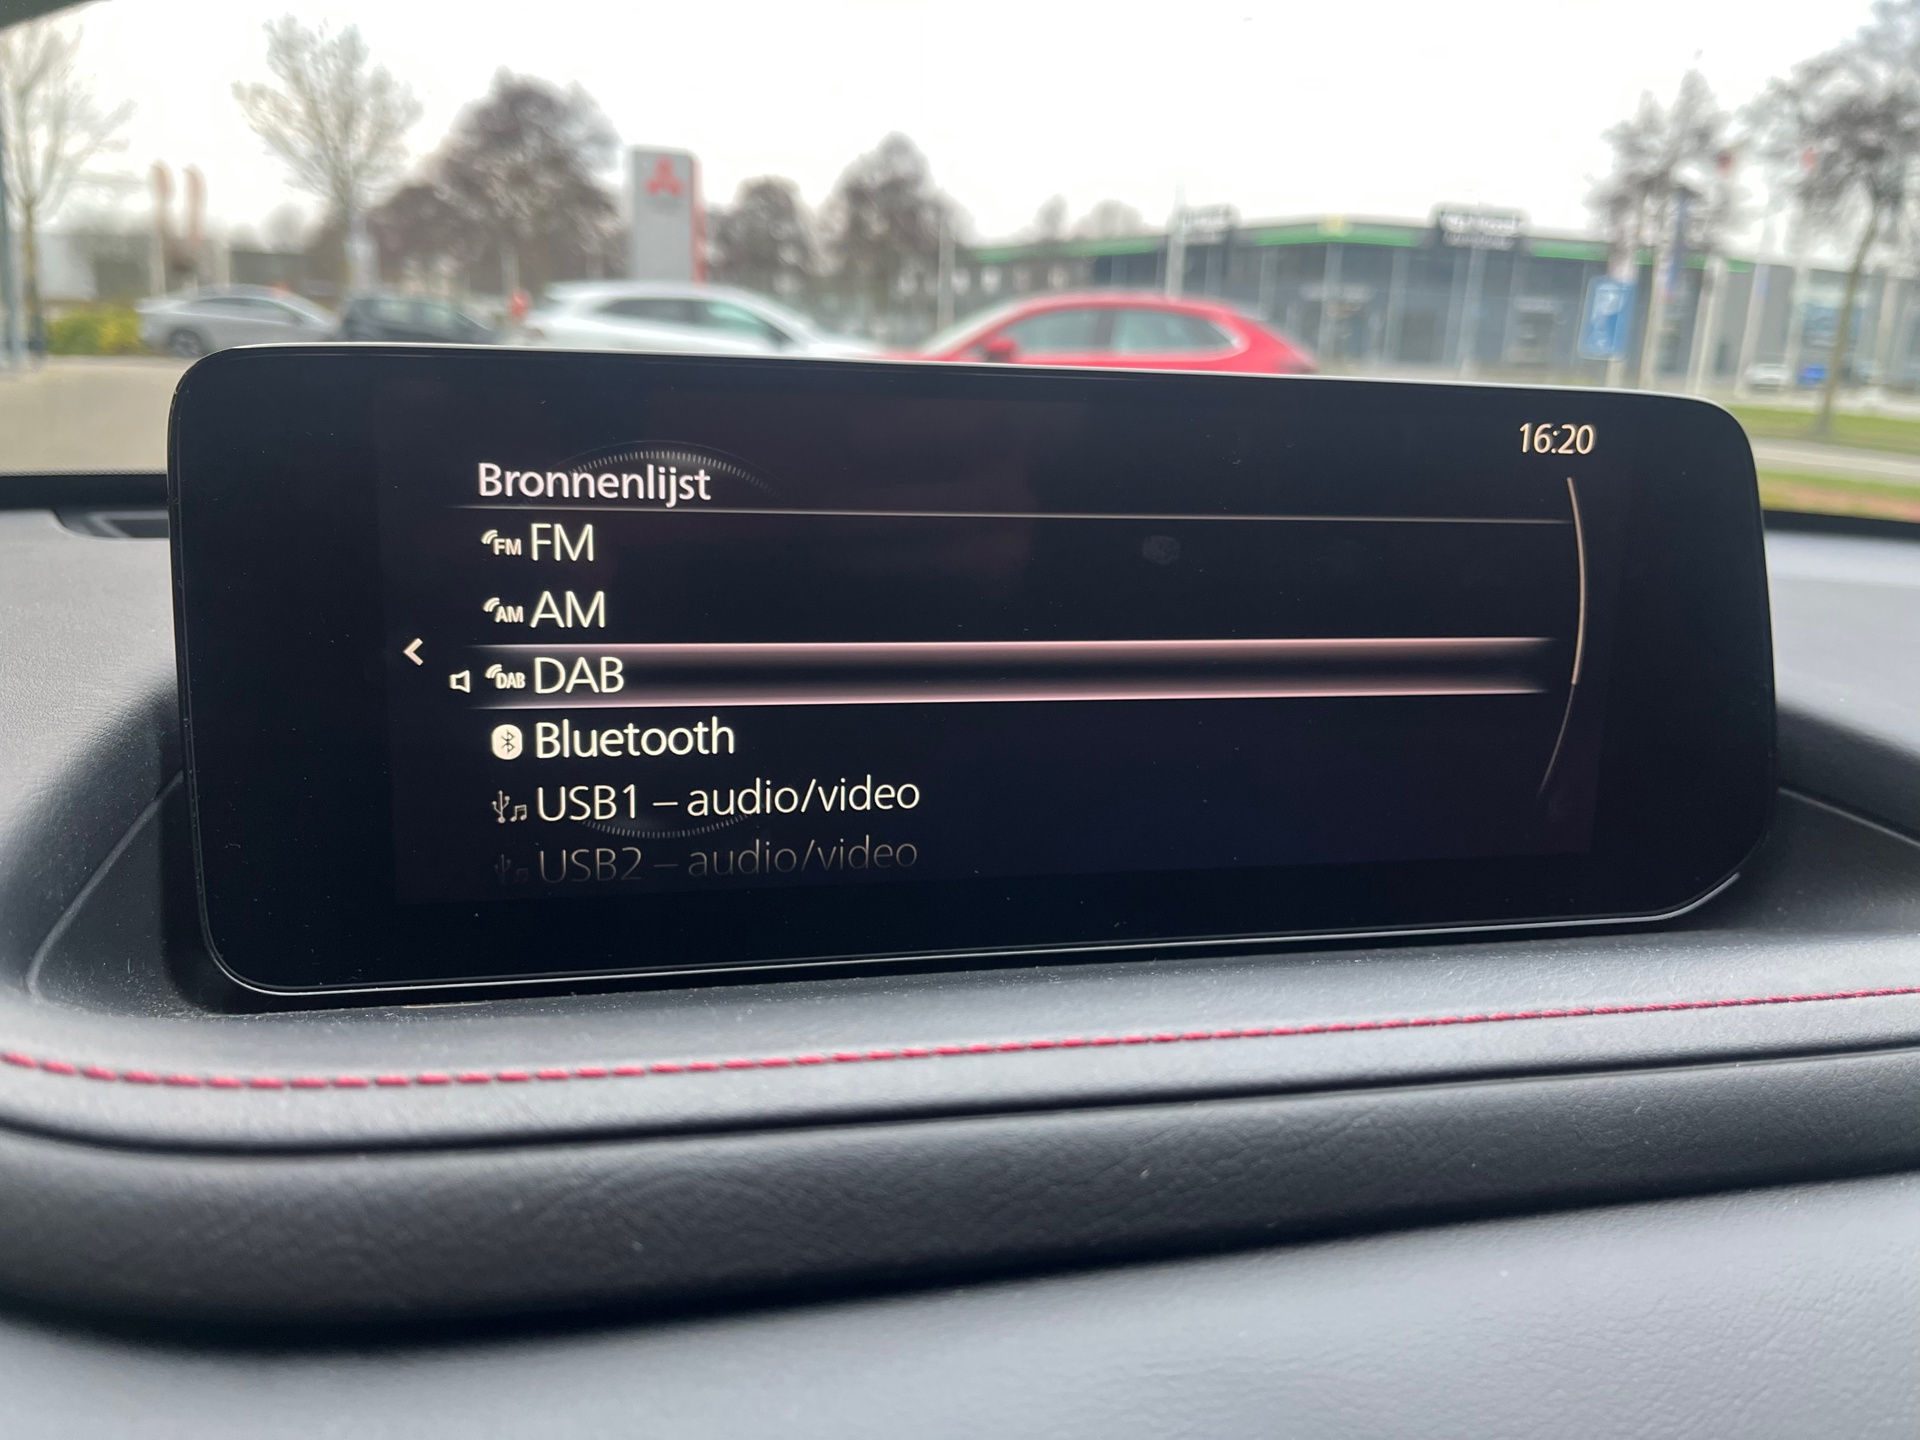 16:20
Bronnenlijst
FM FM
AM AM
DAB DAB
Bluetooth
USB1 – audio/video
USB2 – audio/video